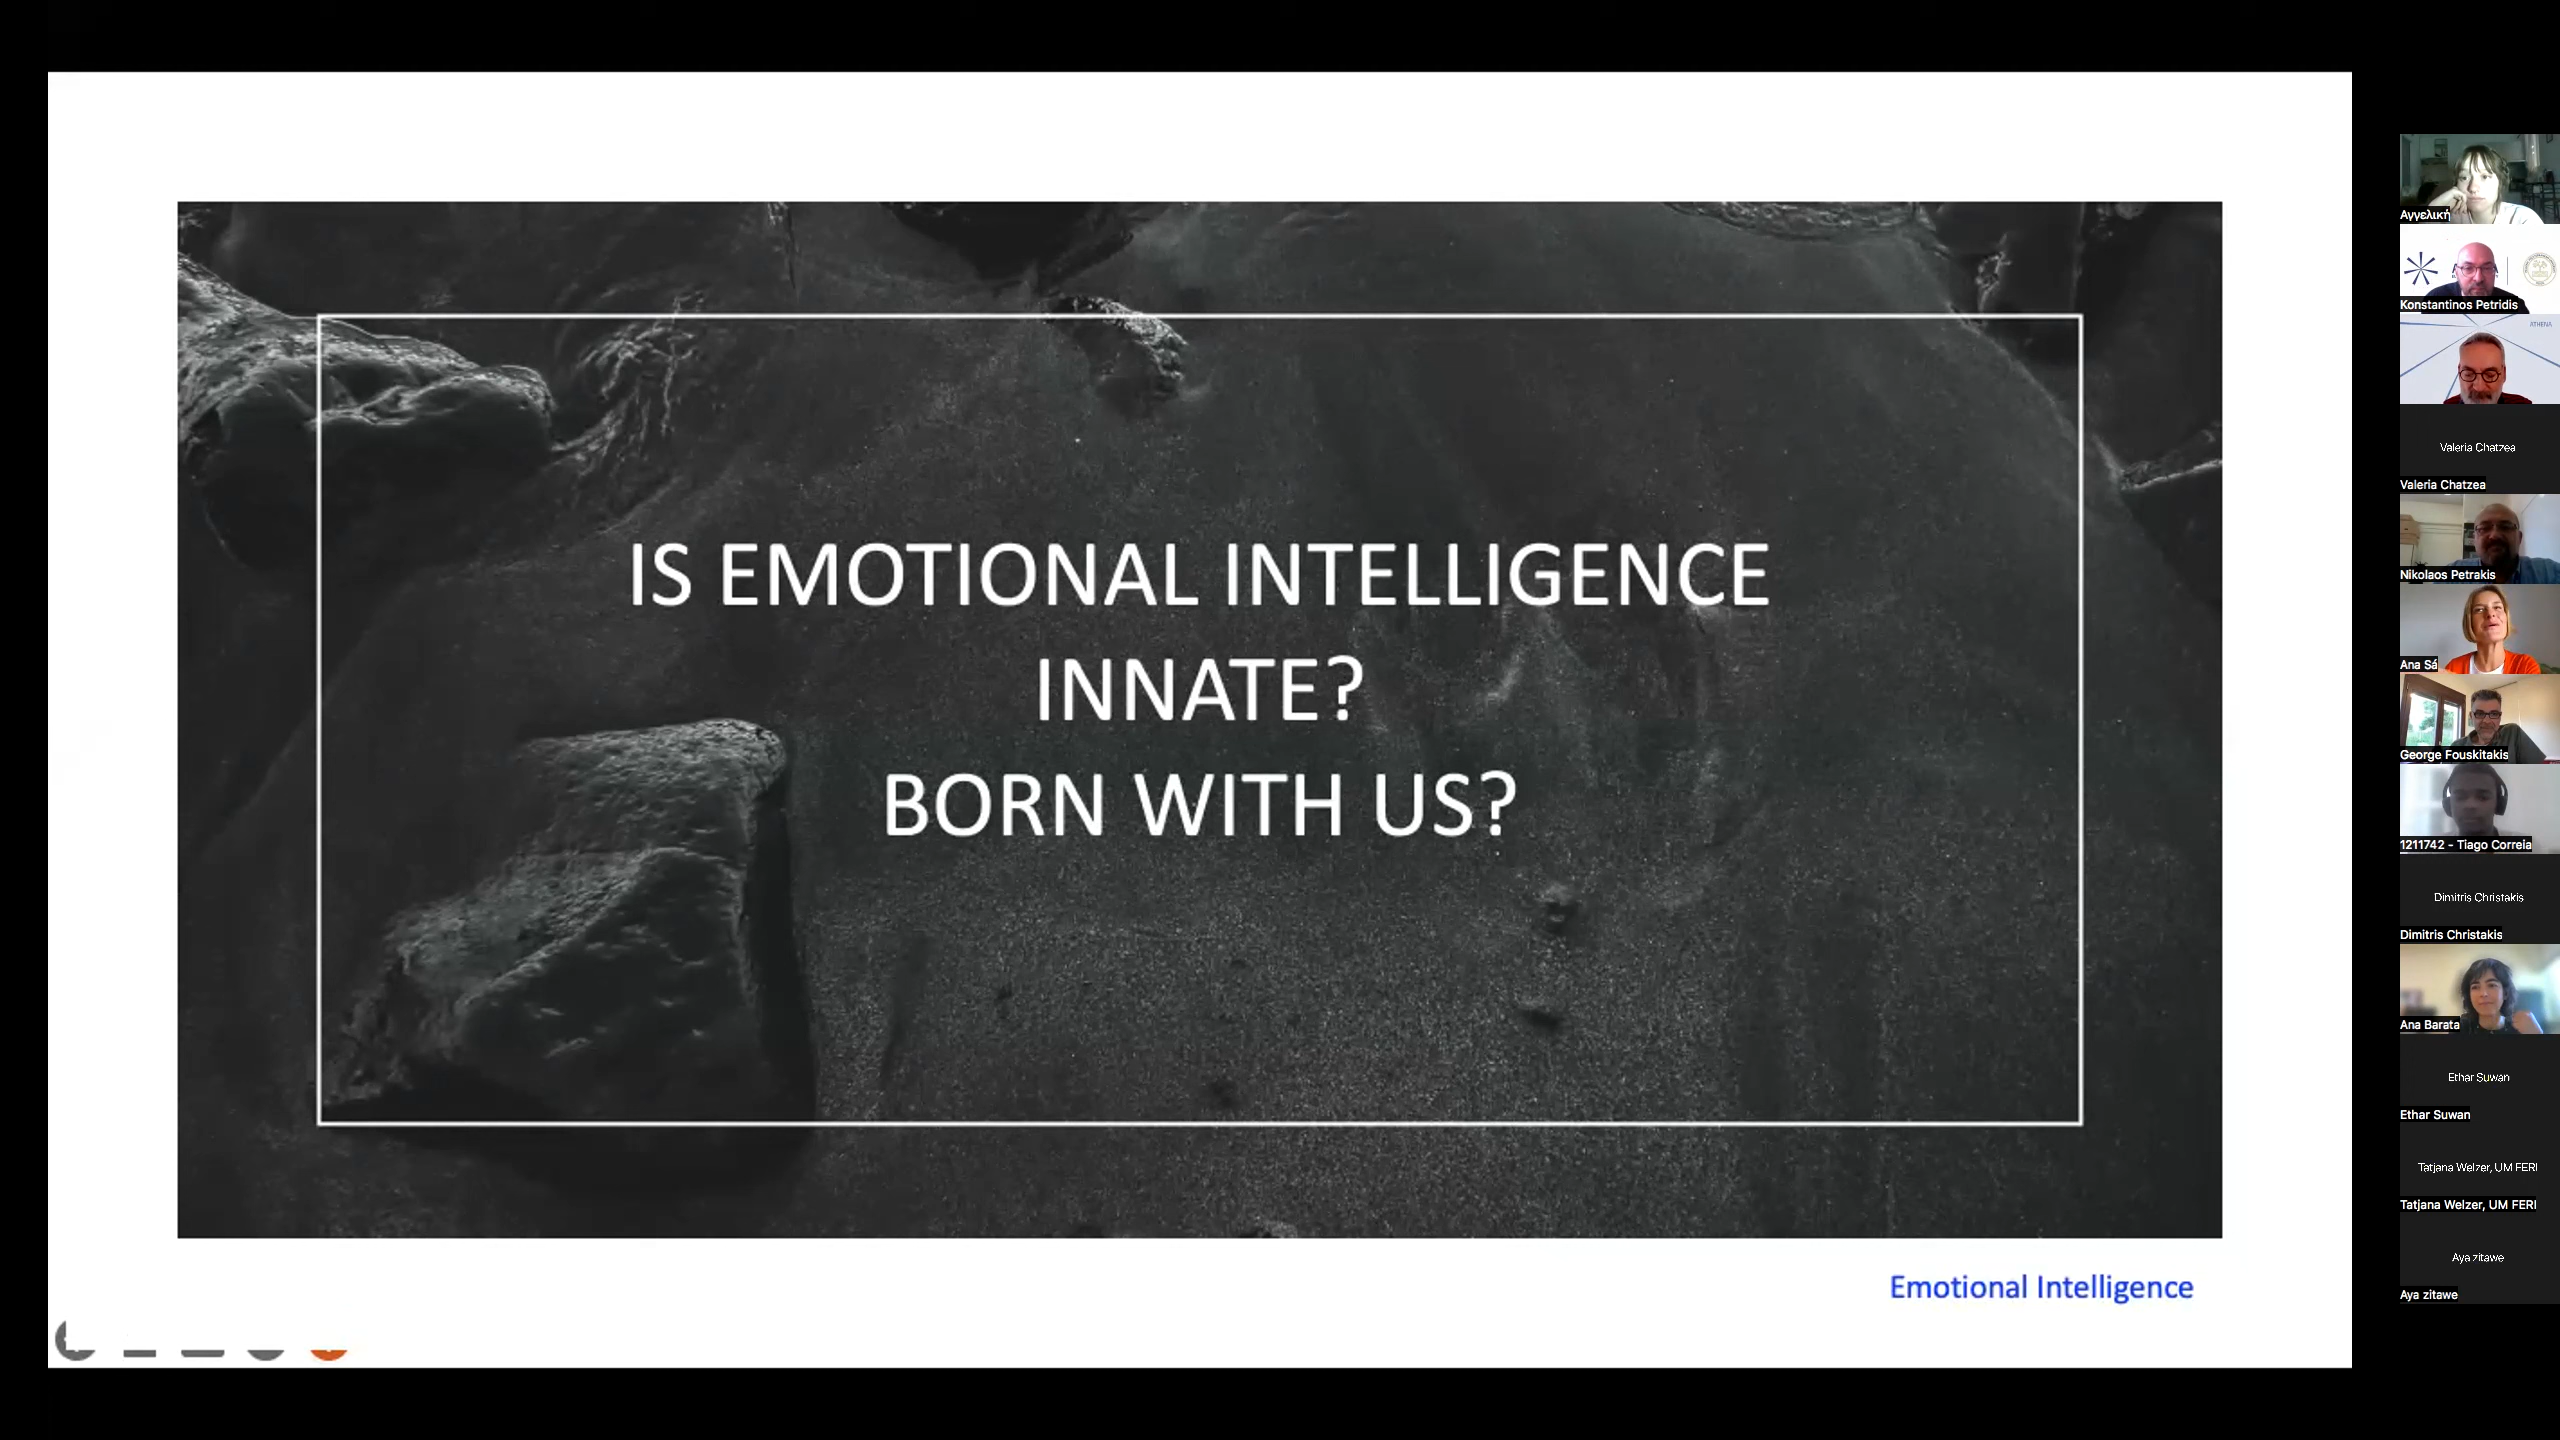 IS EMOTIONAL INTELLIGENCE
INNATE?
BORN WITH US?
Emotional Intelligence
Αγγελική
Konstantinos Petridis
ATHENA
Valeria Chatzea
Valeria Chatzea
Nikolaos Petrakis
Ana Sá
George Fouskitakis
1211742 - Tiago Correia
Dimitris Christakis
Dimitris Christakis
Ana Barata
Ethar Suwan
Ethar Suwan
Tatjana Welzer, UM FERI
Tatjana Welzer, UM FERI
Aya zitawe
Aya zitawe